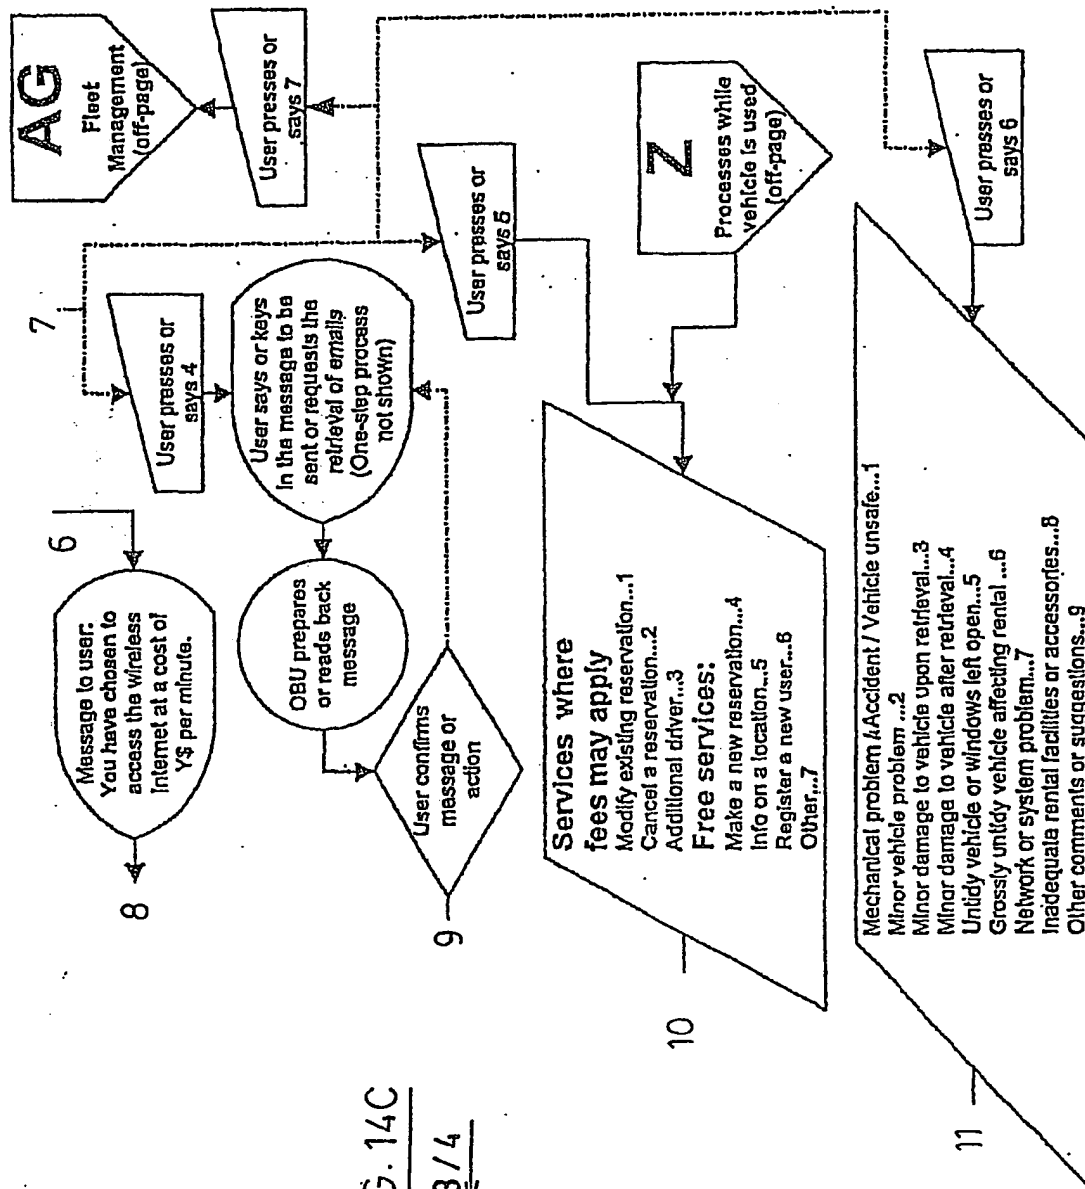 AG
Fleet
Management
(off-page)
User presses or
says 7
7
User presses or
says 4
User presses or
says 5
6
Message to user:
You have chosen to
access the wireless
Internet at a cost of
Y$ per minute.
8
User says or keys
in the message to be
sent or requests the
retrieval of emails
(One-step process
not shown)
OBU prepares
or reads back
message
User confirms
message or
action
9
Z
Processes while
vehicle is used
(off-page)
User presses or
says 6
Services where
fees may apply
Modify existing reservation...1
Cancel a reservation...2
Additional driver...3
Free services:
Make a new reservation...4
Info on a location...5
Register a new user...6
Other...7
10
Mechanical problem / Accident / Vehicle unsafe...1
Minor vehicle problem ...2
Minor damage to vehicle upon retrieval...3
Minor damage to vehicle after retrieval...4
Untidy vehicle or windows left open...5
Grossly untidy vehicle affecting rental ...6
Network or system problem...7
Inadequate rental facilities or accessories...8
Other comments or suggestions...9
11
G. 14C
3/4